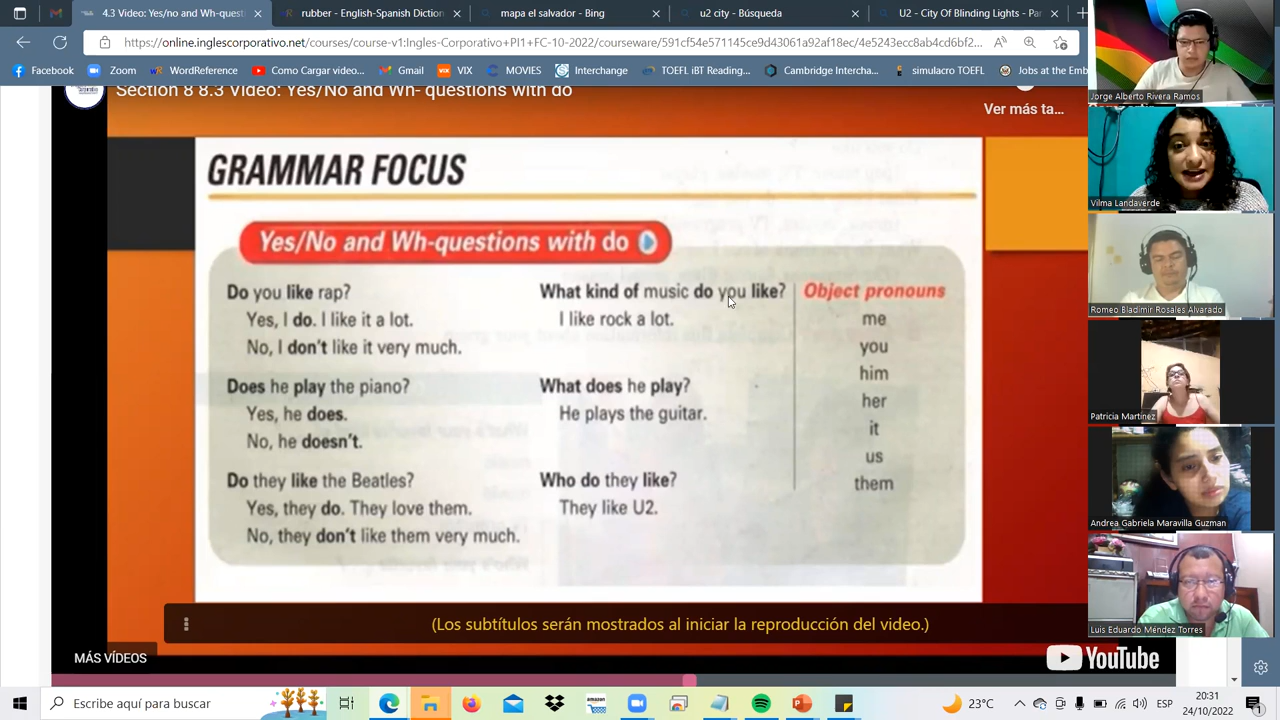 4.3 Video: Yes/no and Wh-questi
rubber - English-Spanish Diction
mapa el salvador - Bing
u2 city - Búsqueda
U2 - City Of Blinding Lights - Par
https://online.inglescorporativo.net/courses/course-v1:Ingles-Corporativo+PI1+FC-10-2022/courseware/591cf54e571145ce9d43061a92af18ec/4e5243ecc8ab4cd6bf2...
Facebook
Zoom
WordReference
Como Cargar video...
Gmail
VIX
MOVIES
Interchange
TOEFL iBT Reading...
Cambridge Intercha...
simulacro TOEFL
Jobs at the Emb
Section 8 8.3 Video: Yes/No and Wh- questions with do
Ver más ta...
GRAMMAR FOCUS
Yes/No and Wh-questions with do
Do you like rap?
Yes, I do. I like it a lot.
No, I don't like it very much.
Does he play the piano?
Yes, he does.
No, he doesn't.
Do they like the Beatles?
Yes, they do. They love them.
No, they don't like them very much.
What kind of music do you like?
I like rock a lot.
What does he play?
He plays the guitar.
Who do they like?
They like U2.
Object pronouns
me
you
him
her
it
us
them
(Los subtítulos serán mostrados al iniciar la reproducción del video.)
MÁS VÍDEOS
YouTube
Jorge Alberto Rivera Ramos
Vilma Landaverde
Romeo Bladimir Rosales Alvarado
Patricia Martinez
Andrea Gabriela Maravilla Guzman
Luis Eduardo Méndez Torres
Escribe aquí para buscar
23°C
ESP
20:31
24/10/2022